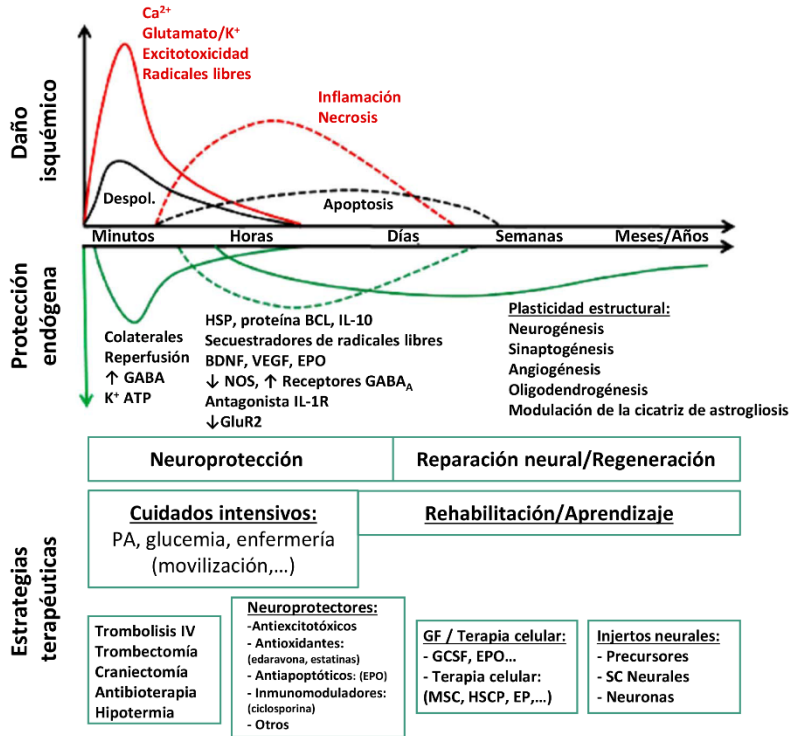 Daño
isquémico
Ca²⁺
Glutamato/K⁺
Excitotoxicidad
Radicales libres
Inflamación
Necrosis
Despol.
Apoptosis
Minutos
Horas
Días
Semanas
Meses/Años
Protección
endógena
Colaterales
Reperfusión
↑ GABA
K⁺ ATP
HSP, proteína BCL, IL-10
Secuestradores de radicales libres
BDNF, VEGF, EPO
↓ NOS, ↑ Receptores GABA_A
Antagonista IL-1R
↓GluR2
Plasticidad estructural:
Neurogénesis
Sinaptogénesis
Angiogénesis
Oligodendrogénesis
Modulación de la cicatriz de astrogliosis
Estrategias
terapéuticas
Neuroprotección
Reparación neural/Regeneración
Cuidados intensivos:
PA, glucemia, enfermería
(movilización,...)
Rehabilitación/Aprendizaje
Trombolisis IV
Trombectomía
Craniectomía
Antibioterapia
Hipotermia
Neuroprotectores:
-Antiexcitotóxicos
- Antioxidantes:
(edaravona, estatinas)
- Antiapoptóticos: (EPO)
- Inmunomoduladores:
(ciclosporina)
- Otros
GF / Terapia celular:
- GCSF, EPO...
- Terapia celular:
(MSC, HSCP, EP,...)
Injertos neurales:
- Precursores
- SC Neurales
- Neuronas